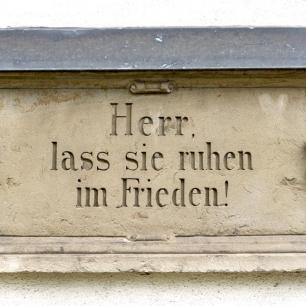 Herr,
lass sie ruhen
im Frieden!